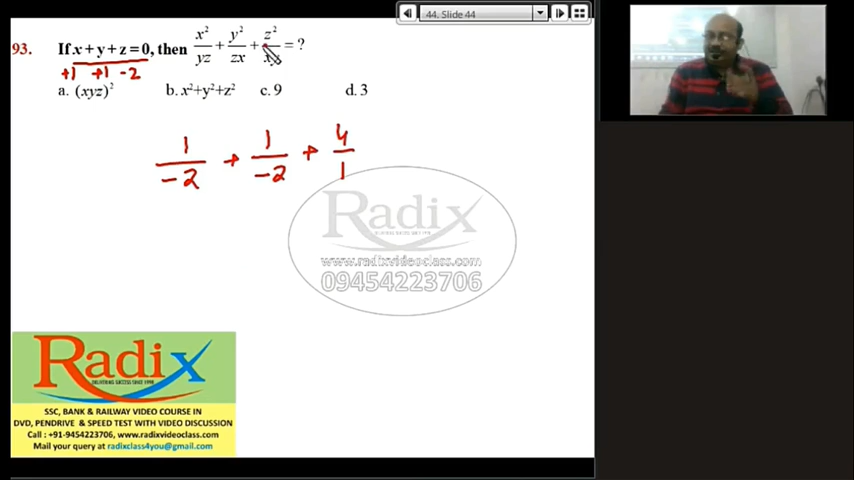 44. Slide 44
93. If x + y + z = 0, then x²/yz + y²/zx + z²/xy = ?
+1 +1 -2
a. (xyz)² b. x²+y²+z² c. 9 d. 3
1/-2 + 1/-2 + 4/1
Radix
www.radixvideoclass.com
09454223706
Radix
SSC, BANK & RAILWAY VIDEO COURSE IN
DVD, PENDRIVE & SPEED TEST WITH VIDEO DISCUSSION
Call : +91-9454223706, www.radixvideoclass.com
Mail your query at radixclass4you@gmail.com